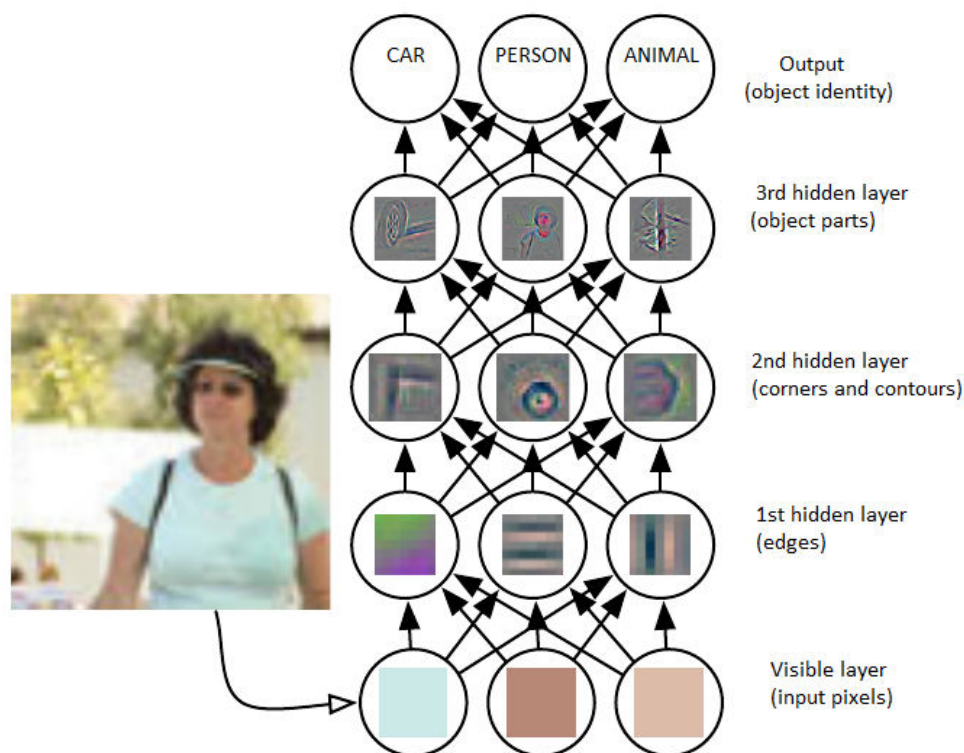 CAR PERSON ANIMAL
Output
(object identity)
3rd hidden layer
(object parts)
2nd hidden layer
(corners and contours)
1st hidden layer
(edges)
Visible layer
(input pixels)